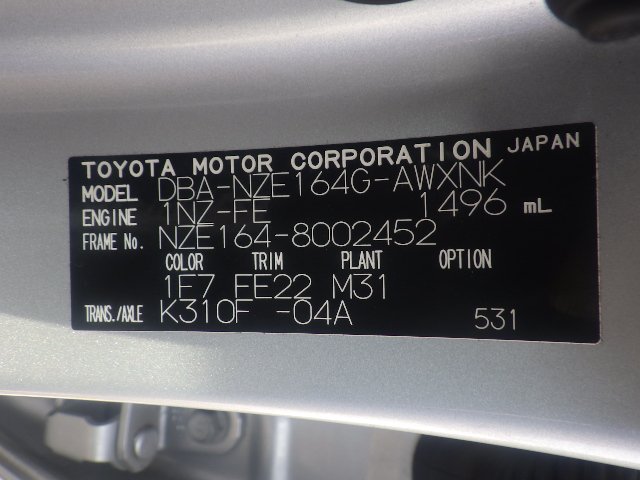 TOYOTA MOTOR CORPORATION JAPAN
MODEL DBA-NZE164G-AWXNK
ENGINE 1NZ-FE 1496 mL
FRAME No. NZE164-8002452
COLOR TRIM PLANT OPTION
1F7 FE22 M31
TRANS./AXLE K310F -04A 531